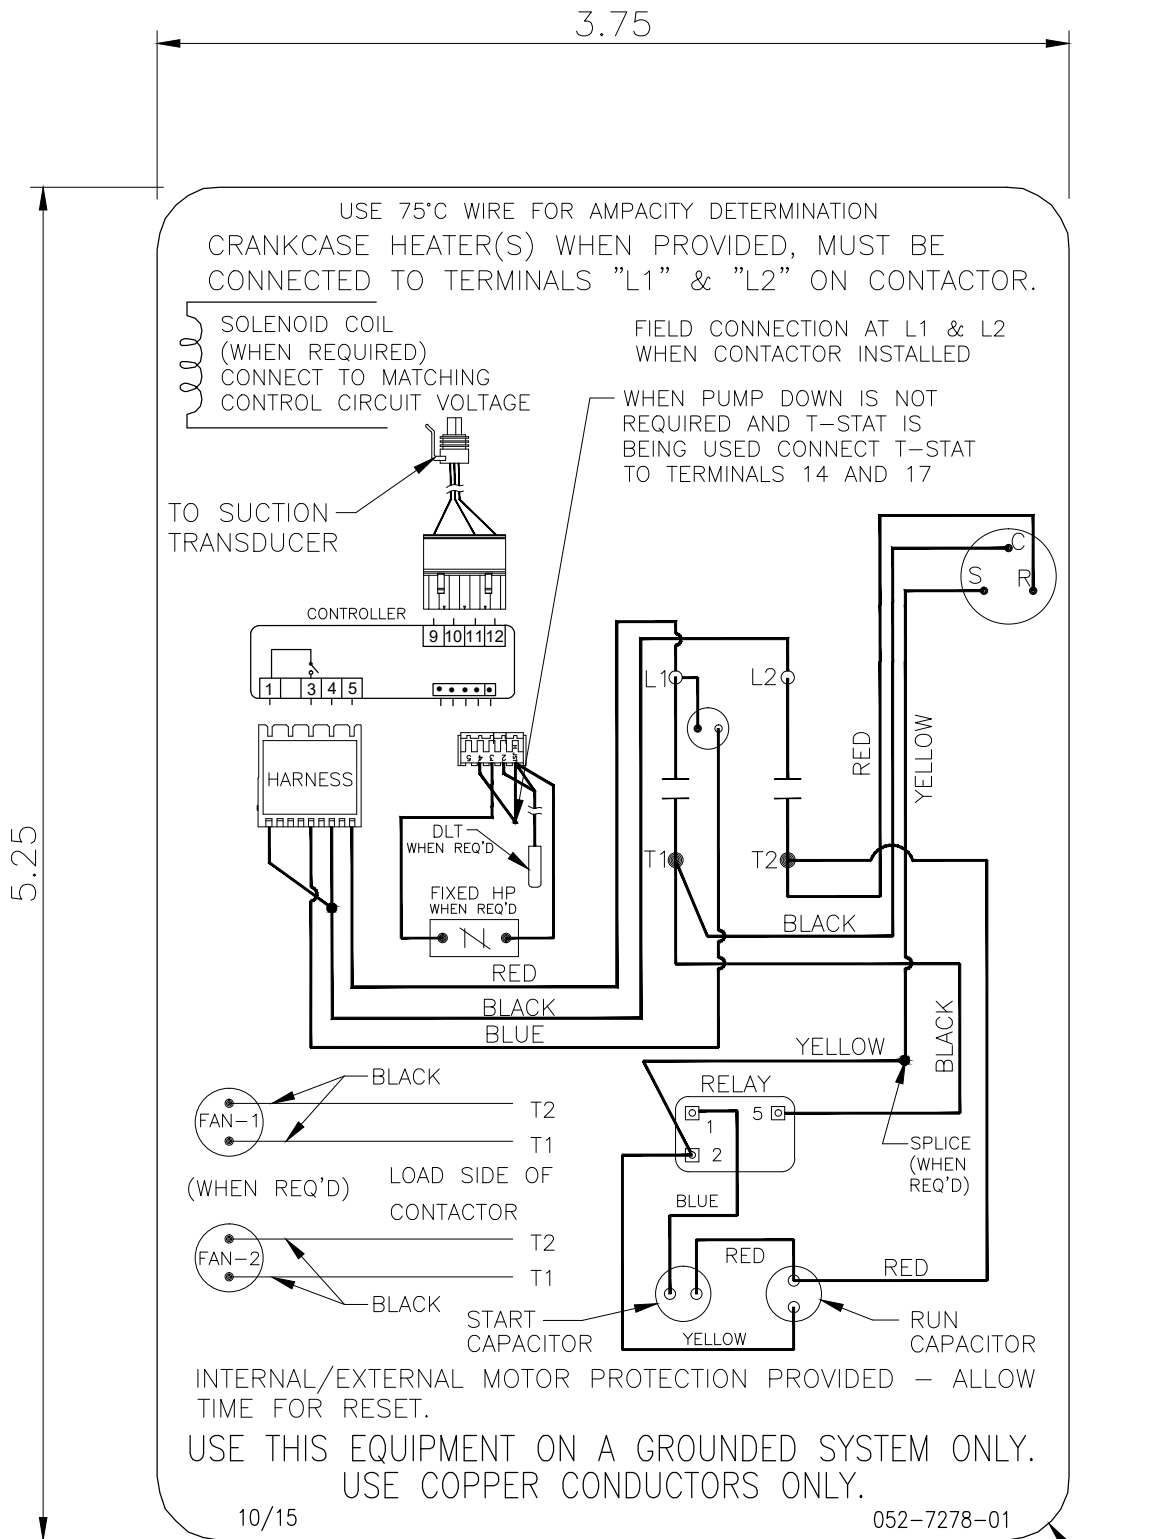 3.75
5.25
USE 75°C WIRE FOR AMPACITY DETERMINATION
CRANKCASE HEATER(S) WHEN PROVIDED, MUST BE
CONNECTED TO TERMINALS "L1" & "L2" ON CONTACTOR.
SOLENOID COIL
(WHEN REQUIRED)
CONNECT TO MATCHING
CONTROL CIRCUIT VOLTAGE
FIELD CONNECTION AT L1 & L2
WHEN CONTACTOR INSTALLED
WHEN PUMP DOWN IS NOT
REQUIRED AND T-STAT IS
BEING USED CONNECT T-STAT
TO TERMINALS 14 AND 17
TO SUCTION
TRANSDUCER
C
S R
CONTROLLER
9 10 11 12
1 3 4 5
L1 L2
RED
YELLOW
HARNESS
5 4 3 2
DLT
WHEN REQ'D
T1 T2
FIXED HP
WHEN REQ'D
BLACK
RED
BLACK
BLUE
YELLOW
BLACK
BLACK
FAN-1
T2
T1
RELAY
1
5
2
SPLICE
(WHEN
REQ'D)
(WHEN REQ'D)
LOAD SIDE OF
CONTACTOR
BLUE
FAN-2
T2
T1
BLACK
RED
RED
START
CAPACITOR
YELLOW
RUN
CAPACITOR
INTERNAL/EXTERNAL MOTOR PROTECTION PROVIDED – ALLOW
TIME FOR RESET.
USE THIS EQUIPMENT ON A GROUNDED SYSTEM ONLY.
USE COPPER CONDUCTORS ONLY.
10/15
052-7278-01